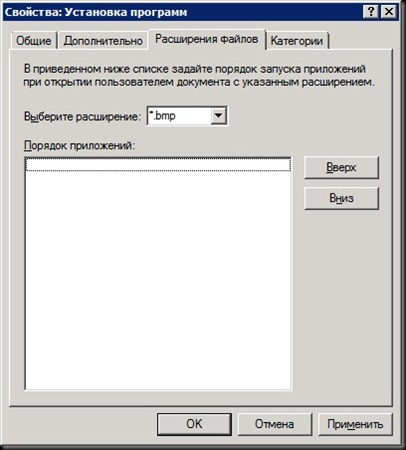 Свойства: Установка программ
Общие Дополнительно Расширения файлов Категории
В приведенном ниже списке задайте порядок запуска приложений
при открытии пользователем документа с указанным расширением.
Выберите расширение: *.bmp
Порядок приложений:
Вверх
Вниз
OK Отмена Применить